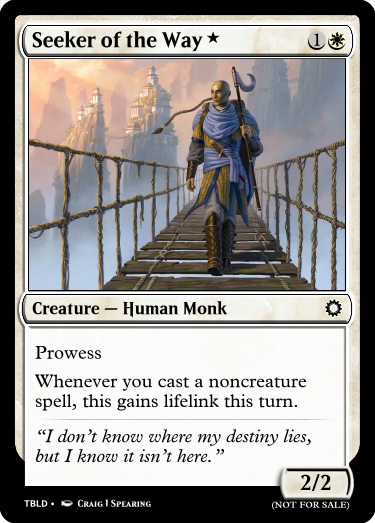 Seeker of the Way ★ 1
Creature — Human Monk
Prowess
Whenever you cast a noncreature
spell, this gains lifelink this turn.
“I don’t know where my destiny lies,
but I know it isn’t here.”
2/2
TBLD • Craig J Spearing
(NOT FOR SALE)